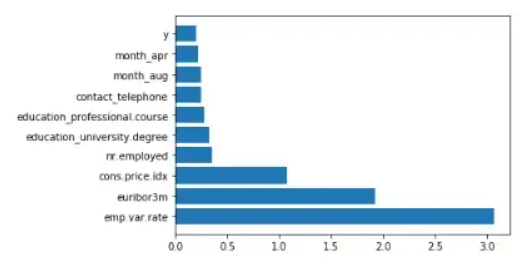 y
month_apr
month_aug
contact_telephone
education_professional.course
education_university.degree
nr.employed
cons.price.idx
euribor3m
emp.var.rate
0.0 0.5 1.0 1.5 2.0 2.5 3.0